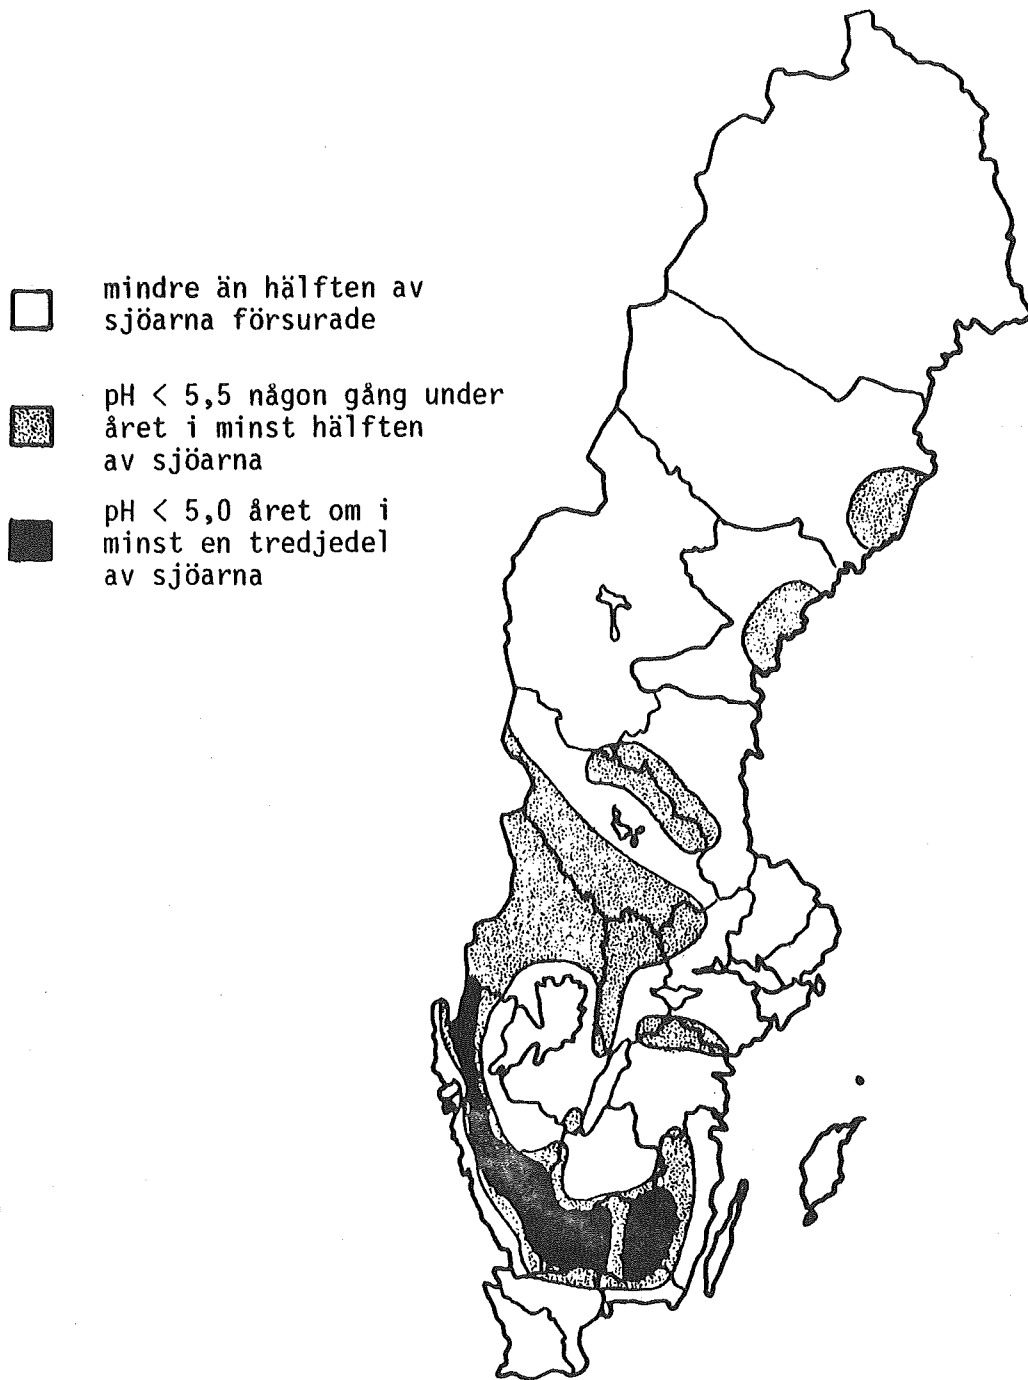 mindre än hälften av
sjöarna försurade
pH < 5,5 någon gång under
året i minst hälften
av sjöarna
pH < 5,0 året om i
minst en tredjedel
av sjöarna